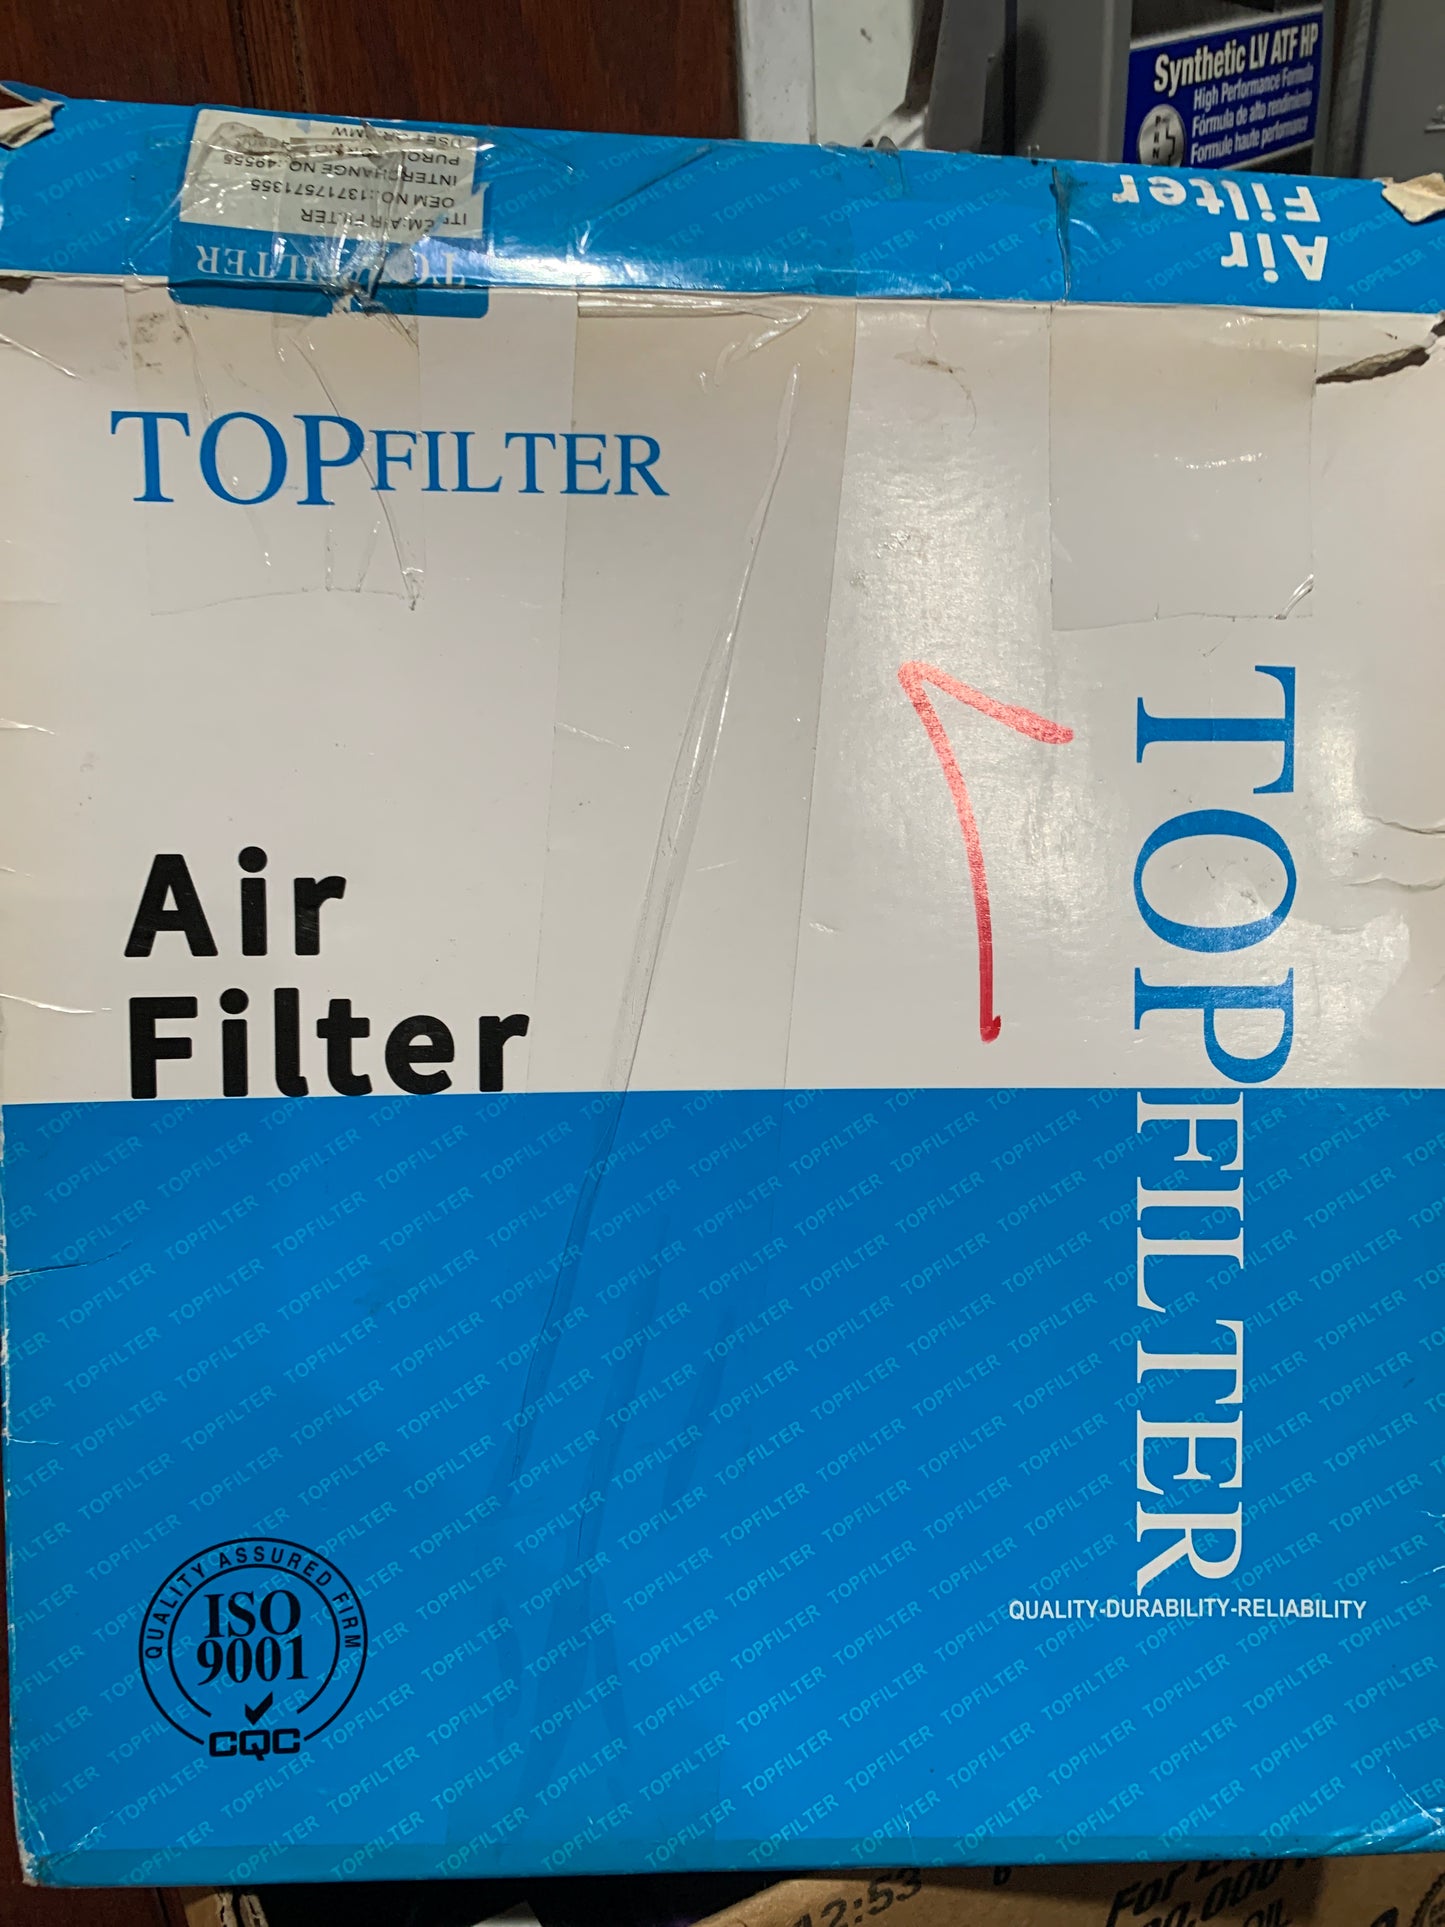 Synthetic LV ATF HP
High Performance Formula
Fórmula de alto rendimiento
Formule haute performance
Air
Filter
TOPFILTER
ITEM:AIR FILTER
OEM NO.:13717571355
INTERCHANGE NO.:49555
TOPFILTER
Air
Filter
TOPFILTER
QUALITY-DURABILITY-RELIABILITY
QUALITY ASSURED FIRM
ISO
9001
CQC
12:53